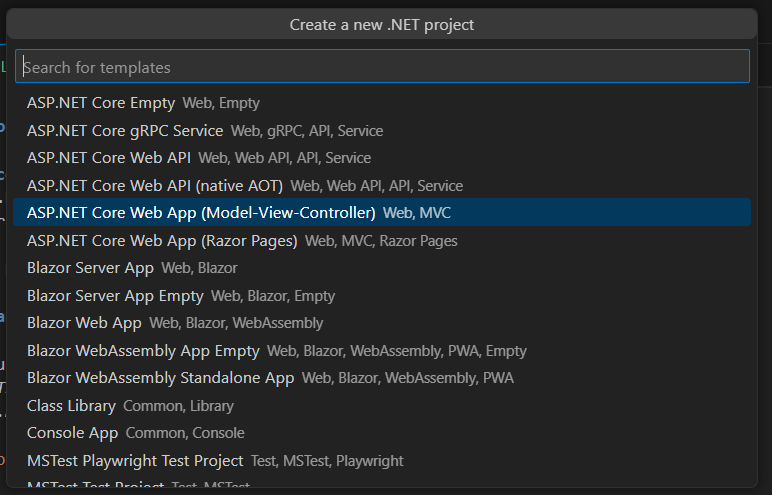 Create a new .NET project
Search for templates
ASP.NET Core Empty Web, Empty
ASP.NET Core gRPC Service Web, gRPC, API, Service
ASP.NET Core Web API Web, Web API, API, Service
ASP.NET Core Web API (native AOT) Web, Web API, API, Service
ASP.NET Core Web App (Model-View-Controller) Web, MVC
ASP.NET Core Web App (Razor Pages) Web, MVC, Razor Pages
Blazor Server App Web, Blazor
Blazor Server App Empty Web, Blazor, Empty
Blazor Web App Web, Blazor, WebAssembly
Blazor WebAssembly App Empty Web, Blazor, WebAssembly, PWA, Empty
Blazor WebAssembly Standalone App Web, Blazor, WebAssembly, PWA
Class Library Common, Library
Console App Common, Console
MSTest Playwright Test Project Test, MSTest, Playwright
MSTest Test Project Test, MSTest